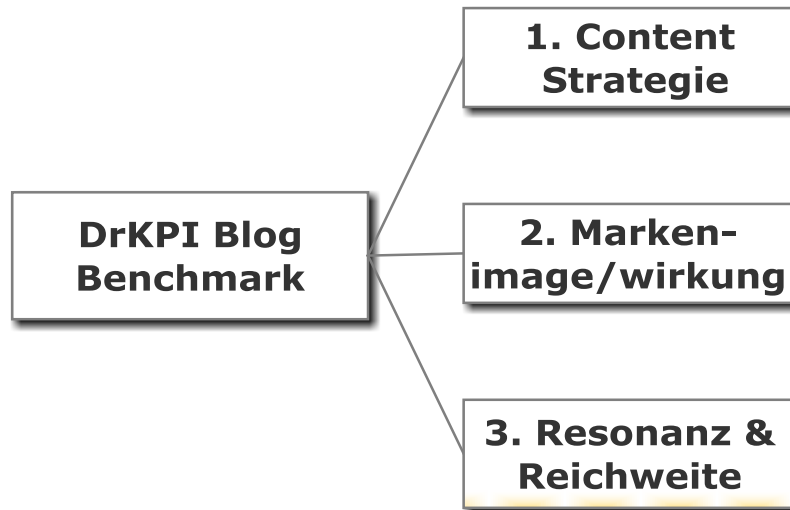 1. Content
Strategie
DrKPI Blog
Benchmark
2. Marken-
image/wirkung
3. Resonanz &
Reichweite